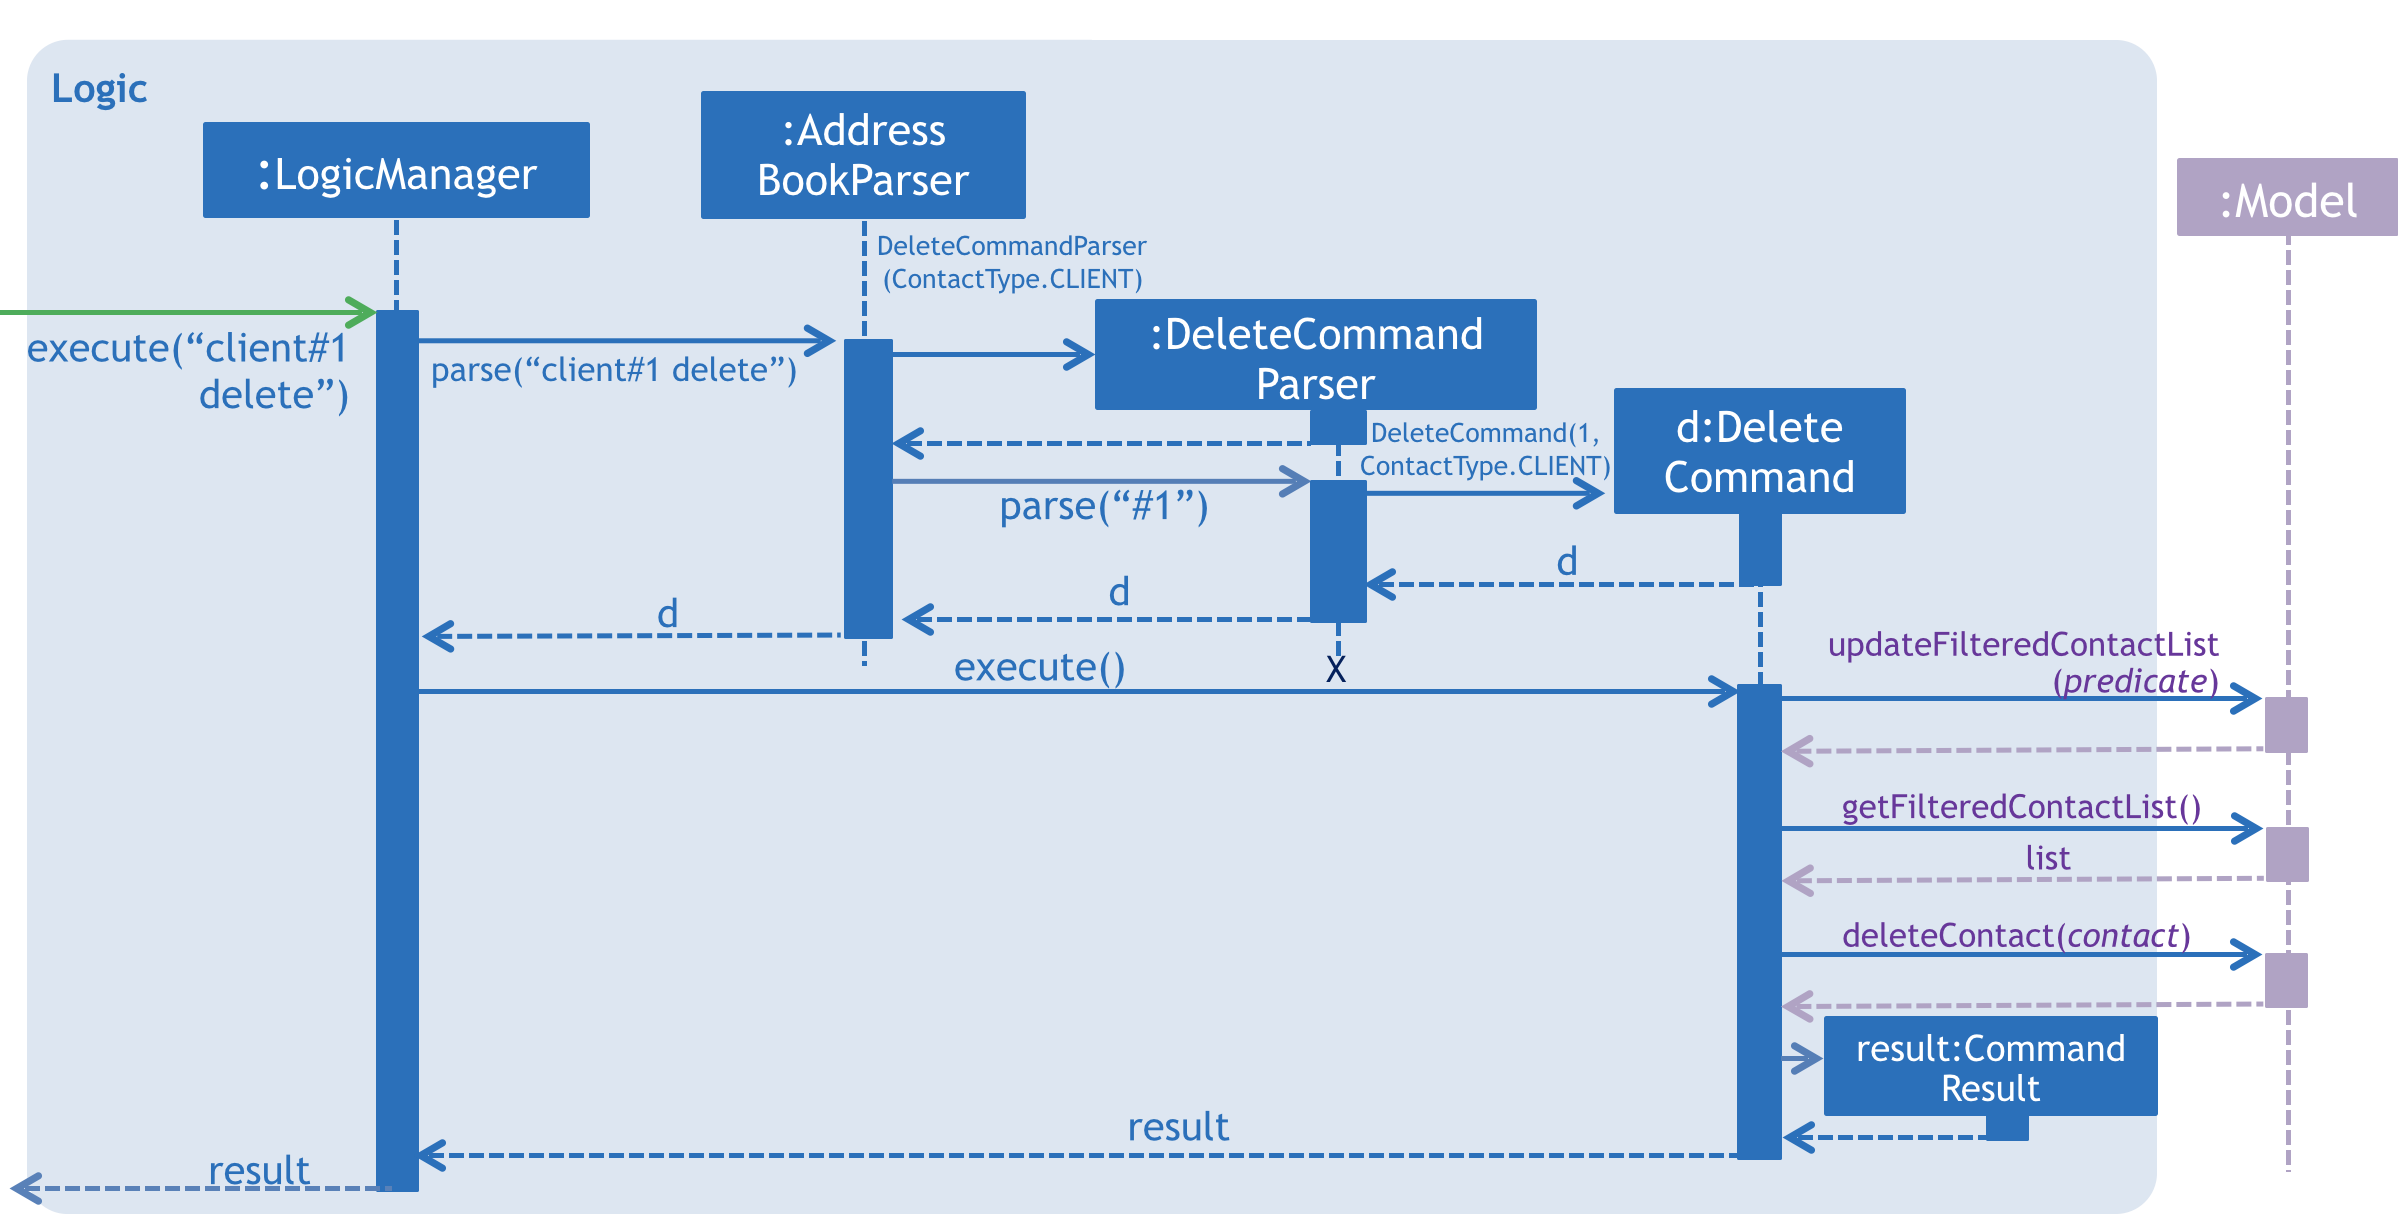 Logic
:LogicManager
:Address
BookParser
:Model
DeleteCommandParser
(ContactType.CLIENT)
:DeleteCommand
Parser
execute(“client#1
delete”)
parse(“client#1 delete”)
d:Delete
Command
DeleteCommand(1,
ContactType.CLIENT)
parse(“#1”)
d
d
d
execute()
X
updateFilteredContactList
(predicate)
getFilteredContactList()
list
deleteContact(contact)
result:Command
Result
result
result